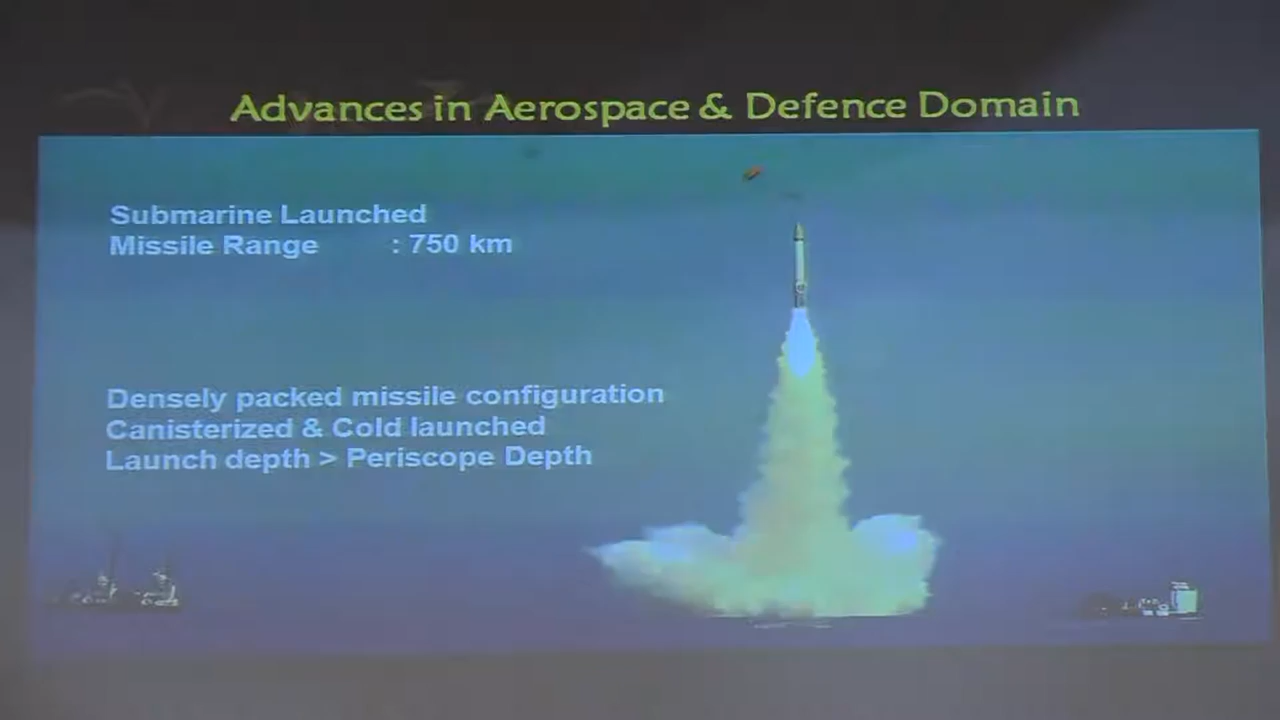 Advances in Aerospace & Defence Domain
Submarine Launched
Missile Range : 750 km
Densely packed missile configuration
Canisterized & Cold launched
Launch depth > Periscope Depth